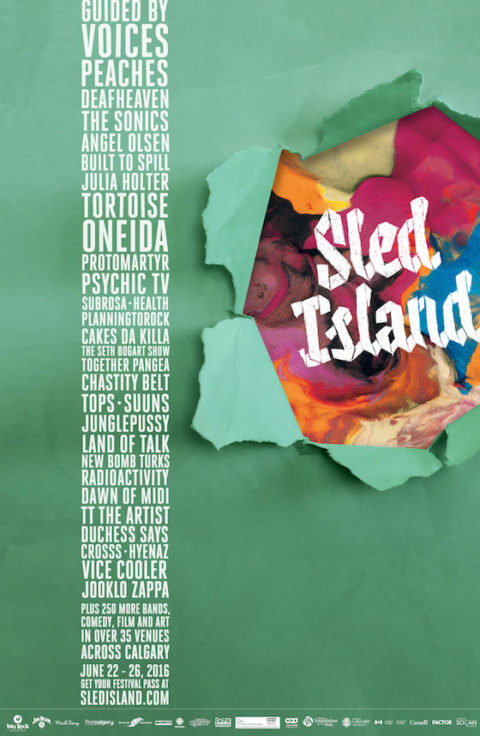 GUIDED BY
VOICES
PEACHES
DEAFHEAVEN
THE SONICS
ANGEL OLSEN
BUILT TO SPILL
JULIA HOLTER
TORTOISE
ONEIDA
PROTOMARTYR
PSYCHIC TV
SUBROSA · HEALTH
PLANNINGTOROCK
CAKES DA KILLA
THE SETH BOGART SHOW
TOGETHER PANGEA
CHASTITY BELT
TOPS · SUUNS
JUNGLEPUSSY
LAND OF TALK
NEW BOMB TURKS
RADIOACTIVITY
DAWN OF MIDI
TT THE ARTIST
DUCHESS SAYS
CROSSS · HYENAZ
VICE COOLER
JOOKLO ZAPPA
PLUS 250 MORE BANDS,
COMEDY, FILM AND ART
IN OVER 35 VENUES
ACROSS CALGARY
JUNE 22 - 26, 2016
GET YOUR FESTIVAL PASS AT
SLEDISLAND.COM
Sled
Island
Big Rock
Canada FACTOR SOCAN